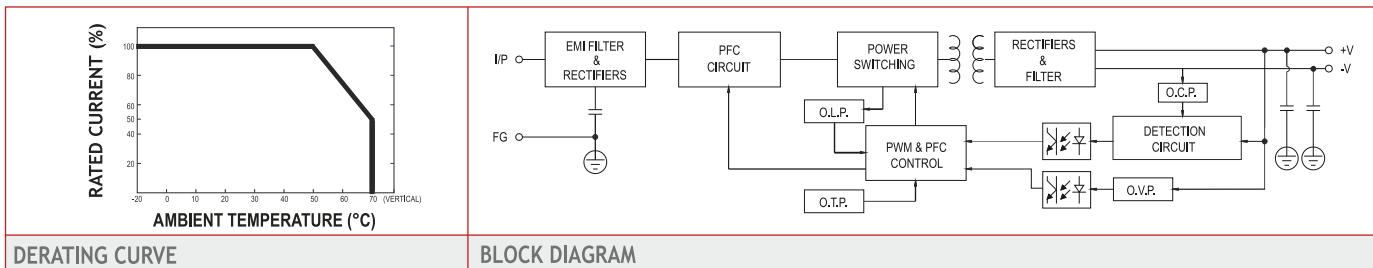 RATED CURRENT (%)
100
80
60
50
40
20
-20
0
10
20
30
40
50
60
70
(VERTICAL)
AMBIENT TEMPERATURE (°C)
I/P
EMI FILTER
&
RECTIFIERS
PFC
CIRCUIT
POWER
SWITCHING
RECTIFIERS
&
FILTER
+V
-V
O.C.P.
O.L.P.
FG
PWM & PFC
CONTROL
DETECTION
CIRCUIT
O.V.P.
O.T.P.
DERATING CURVE
BLOCK DIAGRAM